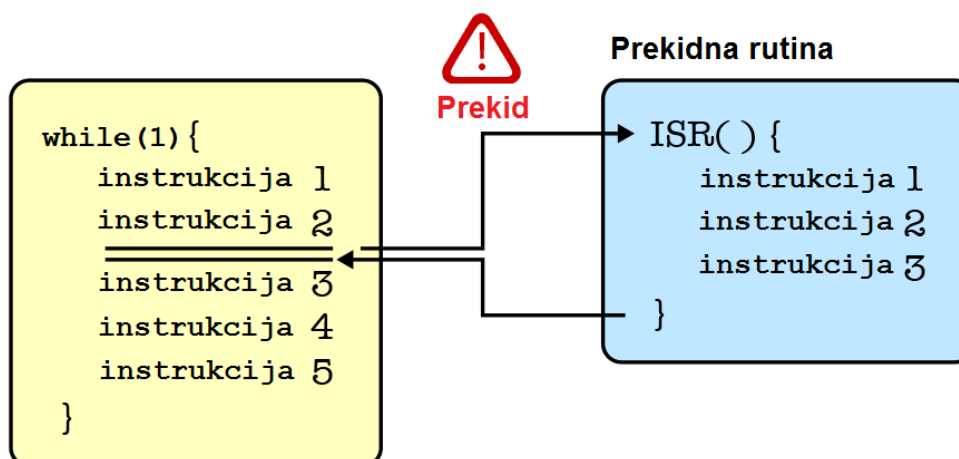 Prekid
Prekidna rutina
while(1){
instrukcija 1
instrukcija 2
instrukcija 3
instrukcija 4
instrukcija 5
}
ISR(){
instrukcija 1
instrukcija 2
instrukcija 3
}